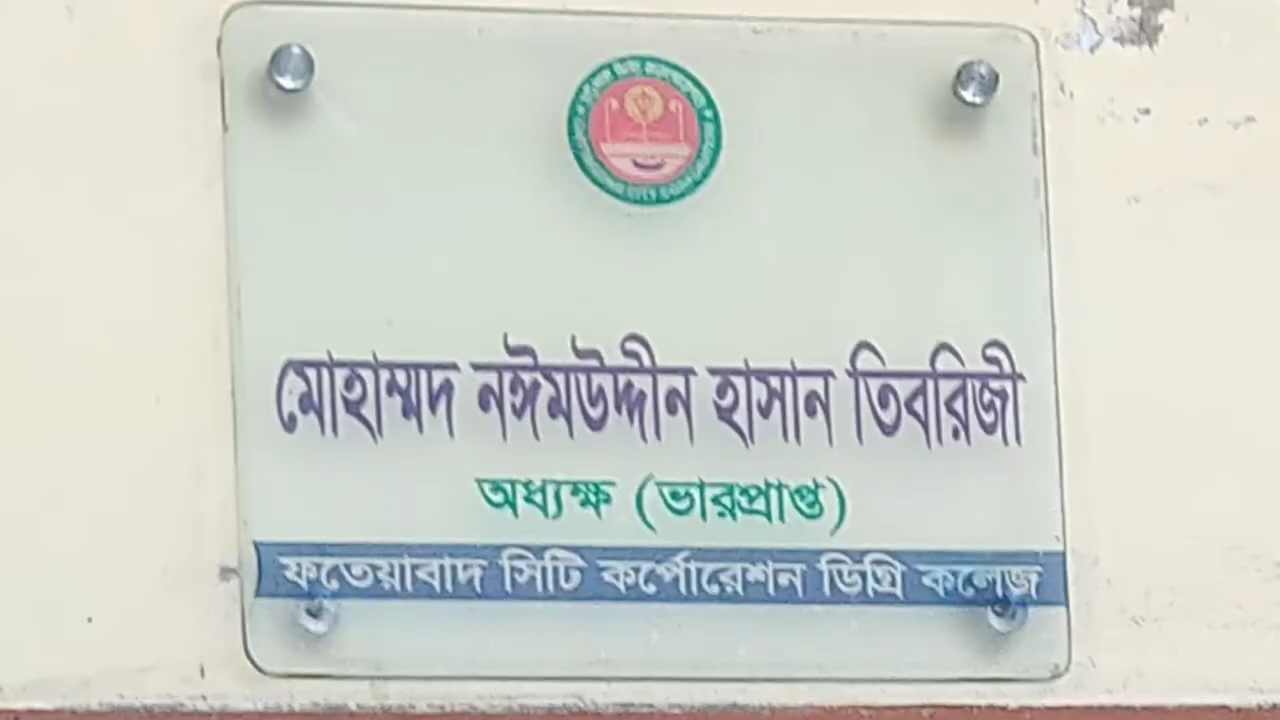 মোহাম্মদ নঈমউদ্দীন হাসান তিবরিজী
অধ্যক্ষ (ভারপ্রাপ্ত)
ফতেয়াবাদ সিটি কর্পোরেশন ডিগ্রি কলেজ